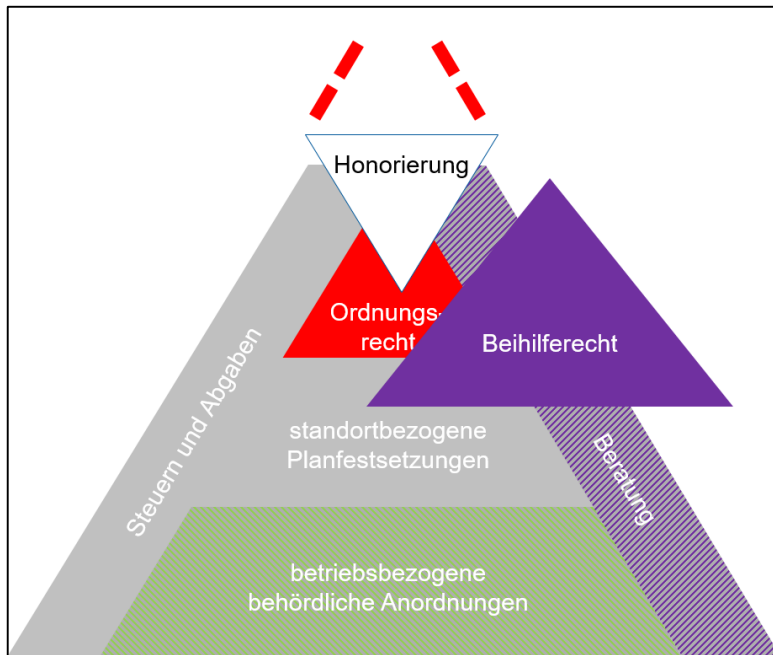 Honorierung
Ordnungs-
recht
Beihilferecht
Steuern und Abgaben
standortbezogene
Planfestsetzungen
Beratung
betriebsbezogene
behördliche Anordnungen